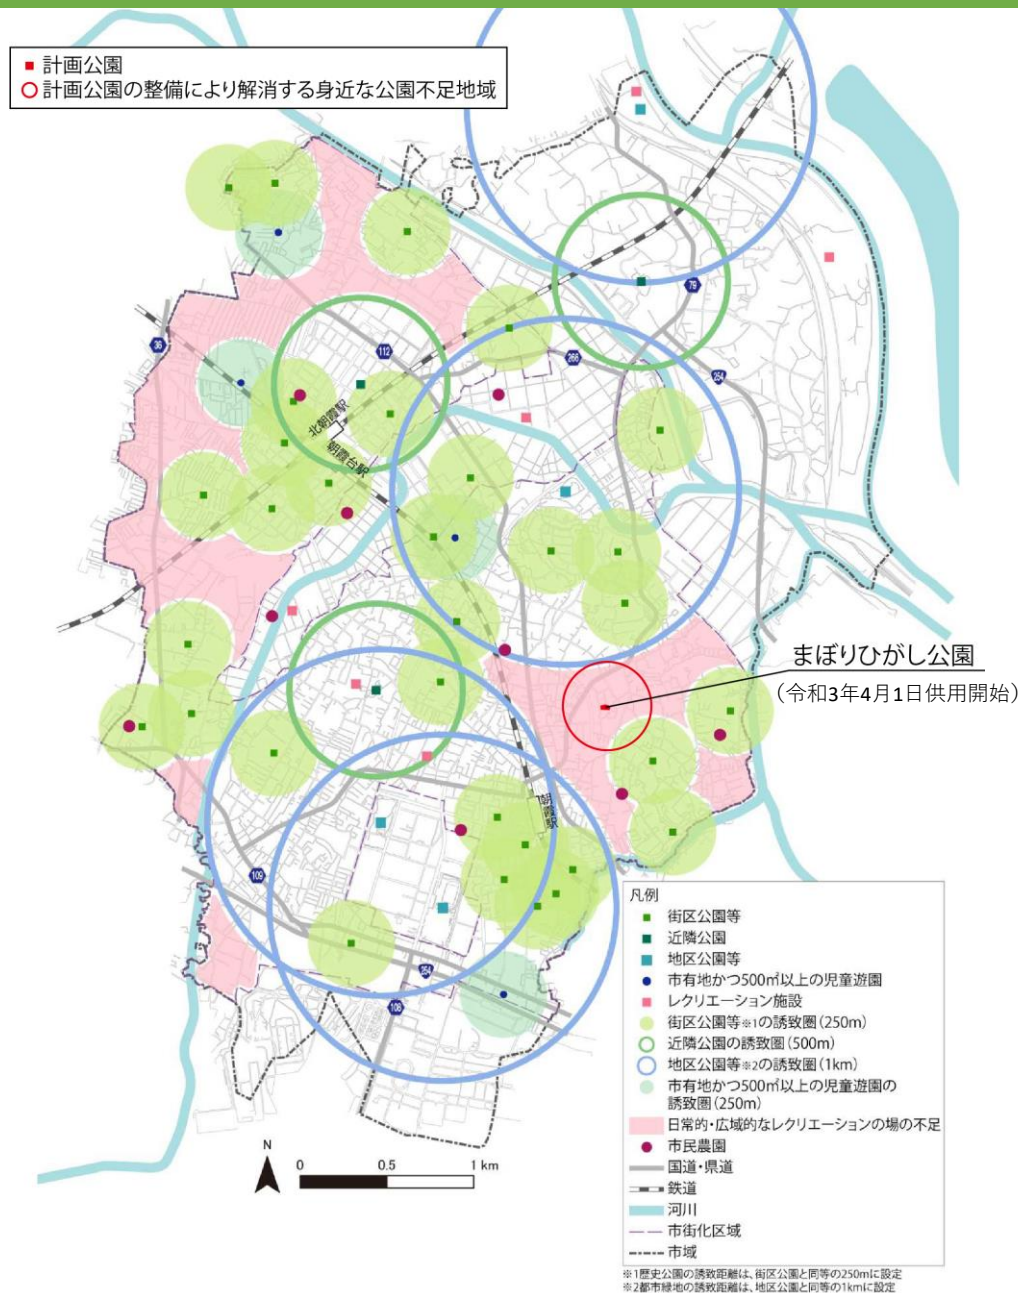 計画公園
計画公園の整備により解消する身近な公園不足地域
79
36
112
266
254
北朝霞駅
朝霞台駅
まぼりひがし公園
(令和3年4月1日供用開始)
朝霞駅
109
254
108
凡例
街区公園等
近隣公園
地区公園等
市有地かつ500㎡以上の児童遊園
レクリエーション施設
街区公園等※1の誘致圏(250m)
近隣公園の誘致圏(500m)
地区公園等※2の誘致圏(1km)
市有地かつ500㎡以上の児童遊園の
誘致圏(250m)
日常的・広域的なレクリエーションの場の不足
市民農園
国道・県道
鉄道
河川
市街化区域
市域
N
0 0.5 1 km
※1歴史公園の誘致距離は、街区公園と同等の250mに設定
※2都市緑地の誘致距離は、地区公園と同等の1kmに設定